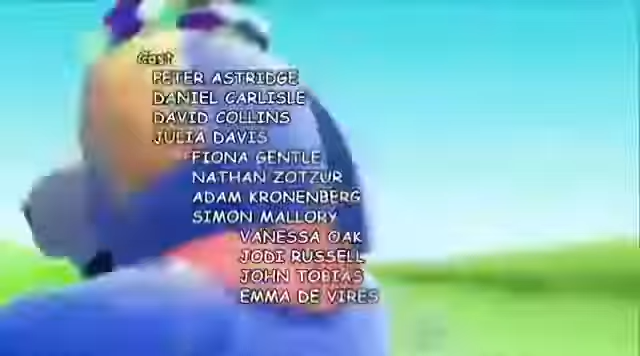 Cast
PETER ASTRIDGE
DANIEL CARLISLE
DAVID COLLINS
JULIA DAVIS
FIONA GENTLE
NATHAN ZOTZUR
ADAM KRONENBERG
SIMON MALLORY
VANESSA OAK
JODI RUSSELL
JOHN TOBIAS
EMMA DE VIRES